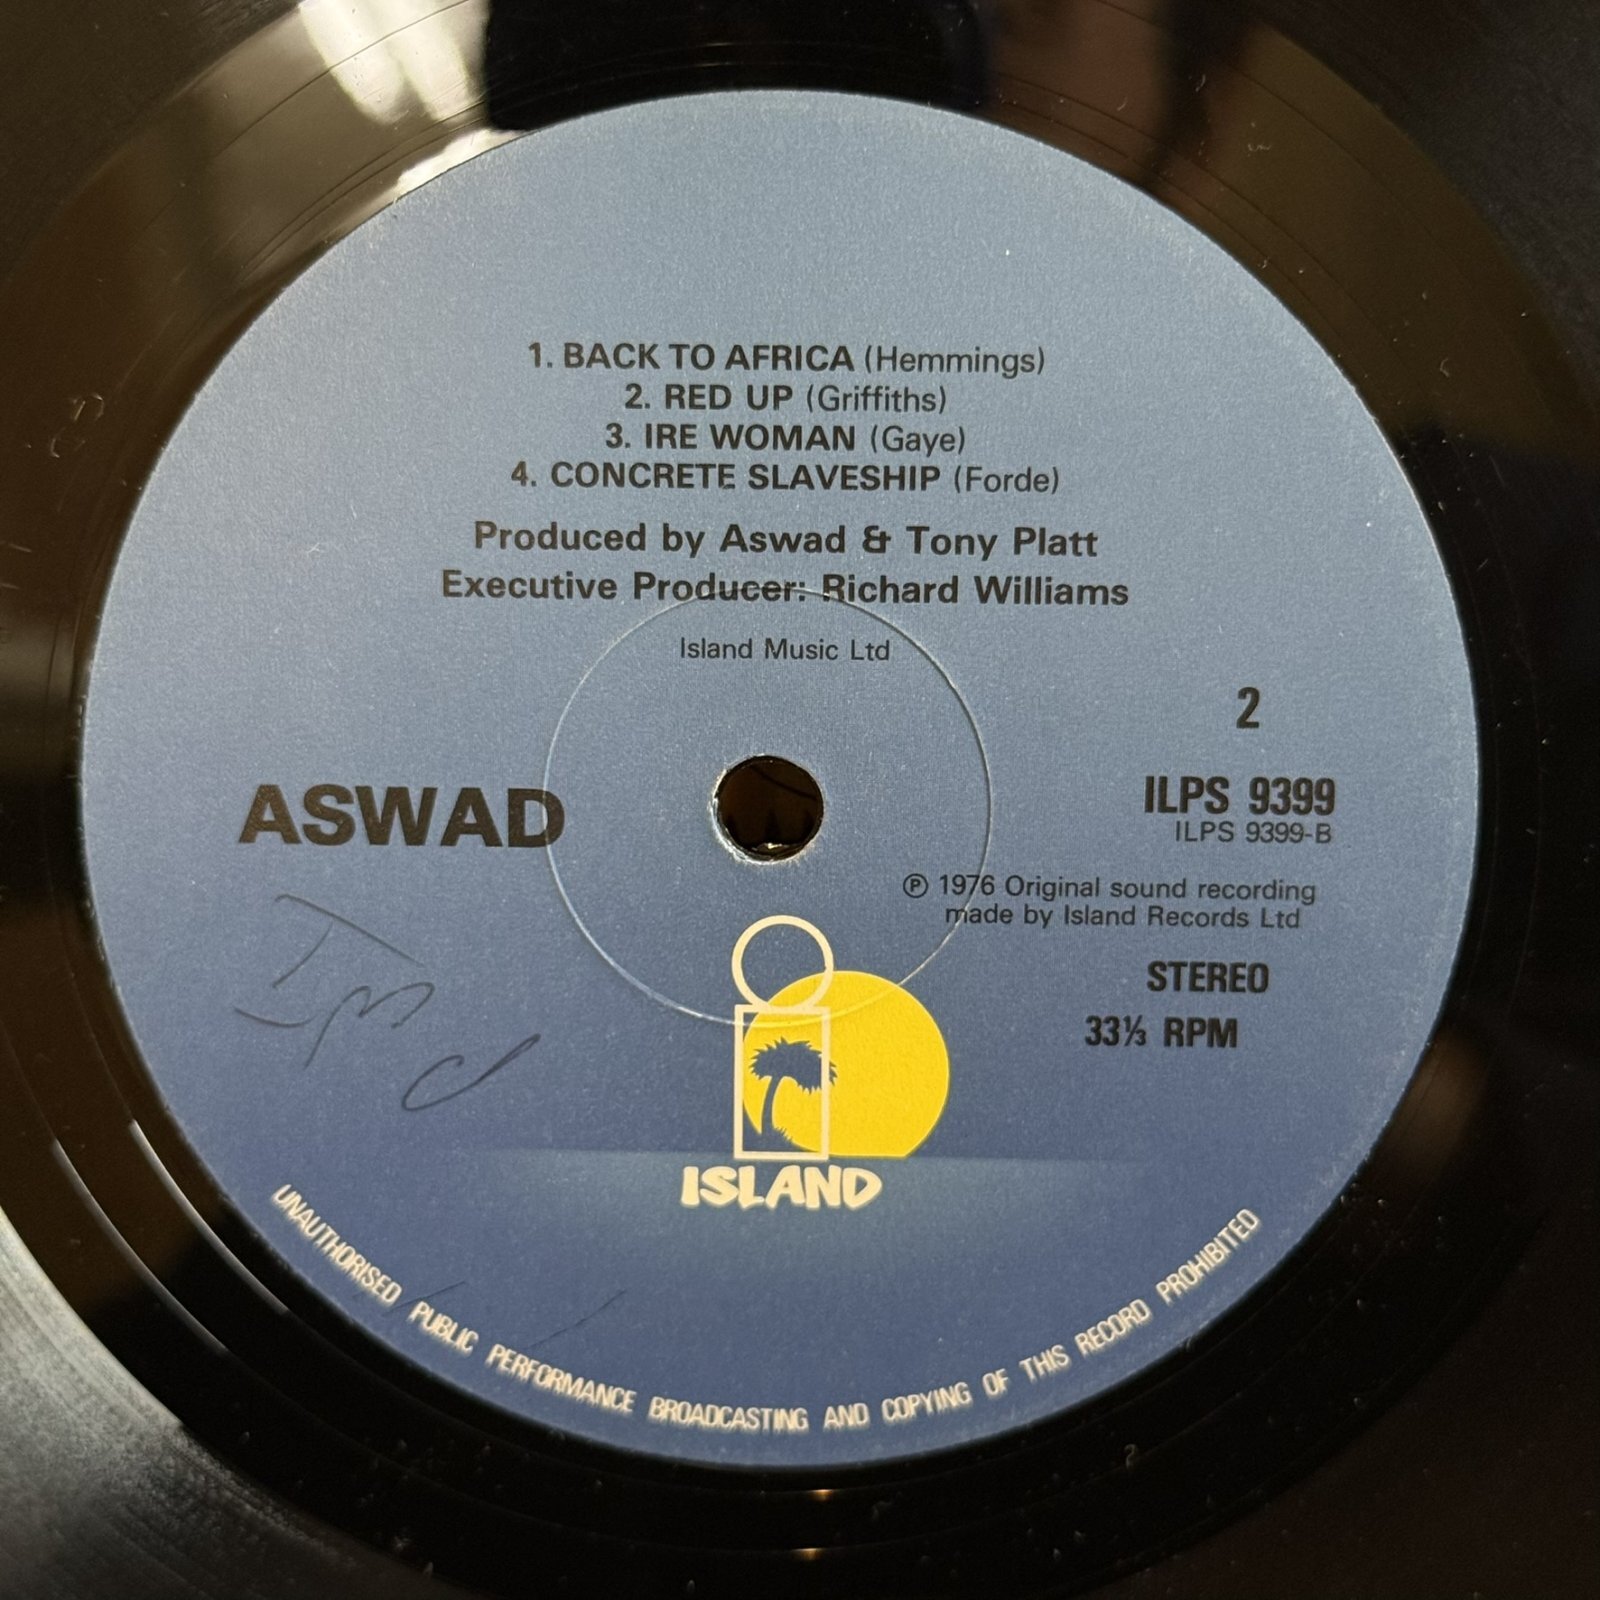 1. BACK TO AFRICA (Hemmings)
2. RED UP (Griffiths)
3. IRE WOMAN (Gaye)
4. CONCRETE SLAVESHIP (Forde)
Produced by Aswad & Tony Platt
Executive Producer: Richard Williams
Island Music Ltd
2
ASWAD
ILPS 9399
ILPS 9399-B
℗ 1976 Original sound recording
made by Island Records Ltd
STEREO
33⅓ RPM
ISLAND
UNAUTHORISED PUBLIC PERFORMANCE BROADCASTING AND COPYING OF THIS RECORD PROHIBITED